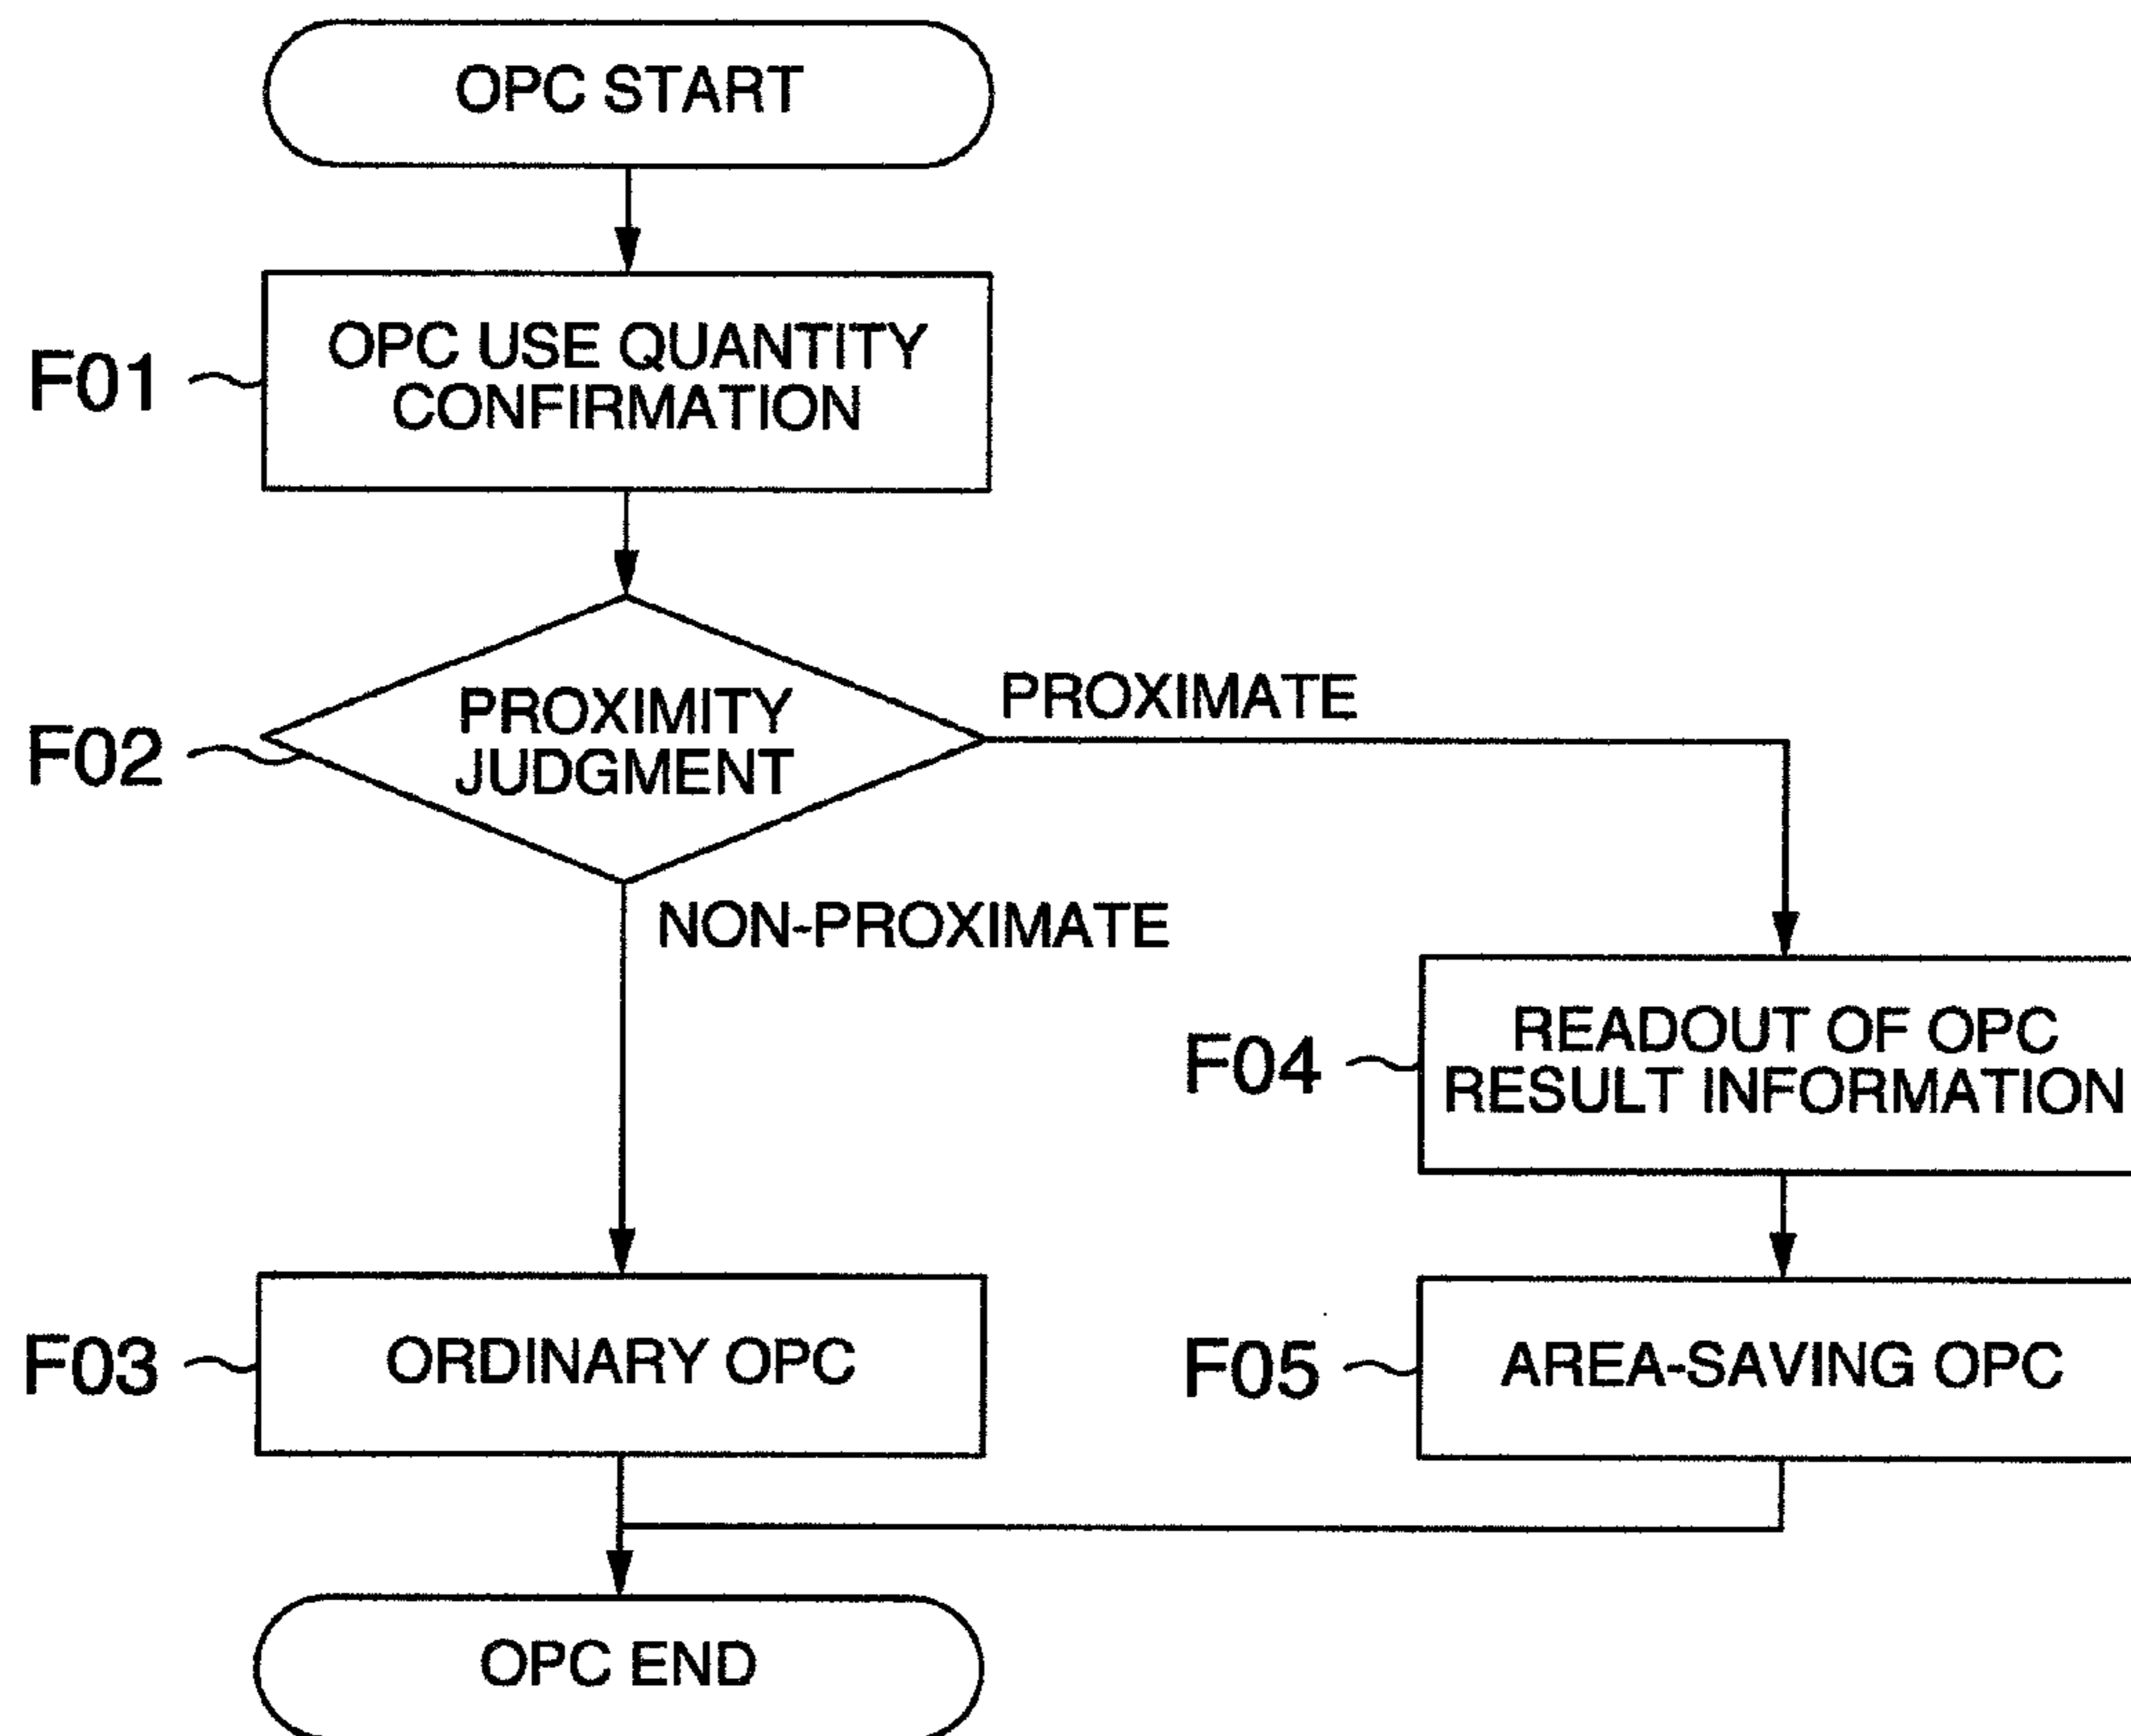 OPC START
F01
OPC USE QUANTITY
CONFIRMATION
F02
PROXIMITY
JUDGMENT
PROXIMATE
NON-PROXIMATE
F04
READOUT OF OPC
RESULT INFORMATION
F03
ORDINARY OPC
F05
AREA-SAVING OPC
OPC END